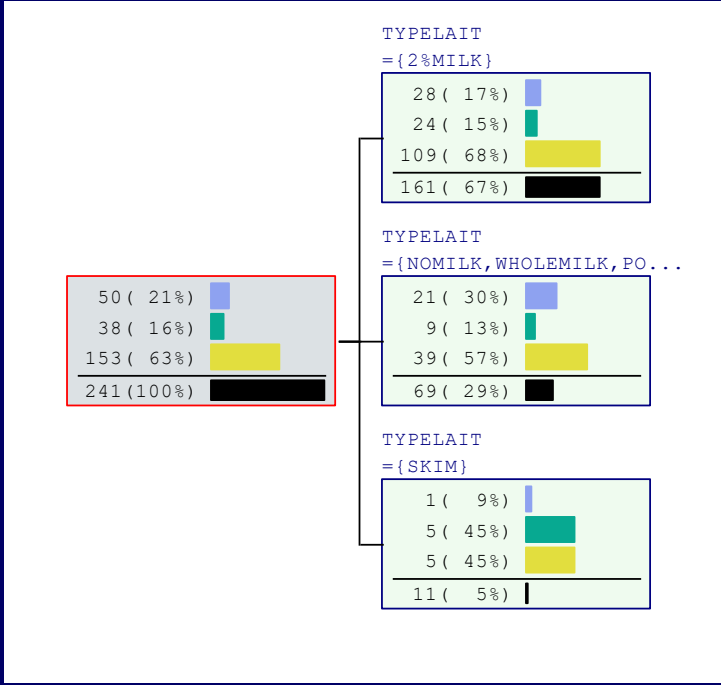 TYPELAIT
={2%MILK}
28( 17%)
24( 15%)
109( 68%)
161( 67%)
TYPELAIT
={NOMILK,WHOLEMILK,PO...
50( 21%)
38( 16%)
153( 63%)
241(100%)
21( 30%)
9( 13%)
39( 57%)
69( 29%)
TYPELAIT
={SKIM}
1(  9%)
5( 45%)
5( 45%)
11(  5%)